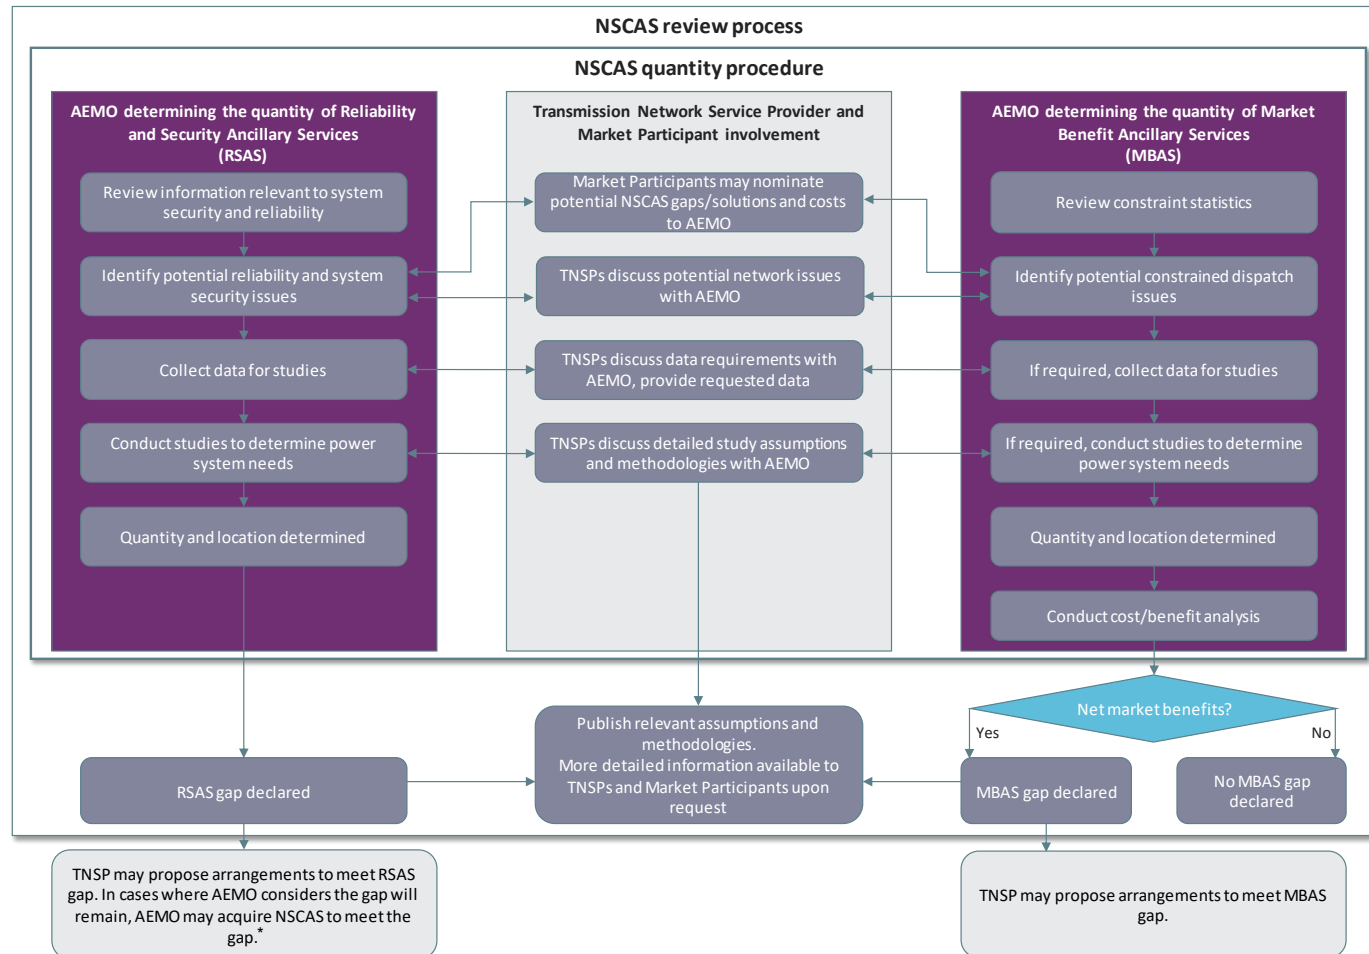 NSCAS review process
NSCAS quantity procedure
AEMO determining the quantity of Reliability
and Security Ancillary Services
(RSAS)
Review information relevant to system
security and reliability
Identify potential reliability and system
security issues
Collect data for studies
Conduct studies to determine power
system needs
Quantity and location determined
Transmission Network Service Provider and
Market Participant involvement
Market Participants may nominate
potential NSCAS gaps/solutions and costs
to AEMO
TNSPs discuss potential network issues
with AEMO
TNSPs discuss data requirements with
AEMO, provide requested data
TNSPs discuss detailed study assumptions
and methodologies with AEMO
AEMO determining the quantity of Market
Benefit Ancillary Services
(MBAS)
Review constraint statistics
Identify potential constrained dispatch
issues
If required, collect data for studies
If required, conduct studies to determine
power system needs
Quantity and location determined
Conduct cost/benefit analysis
Net market benefits?
Yes
No
RSAS gap declared
Publish relevant assumptions and
methodologies.
More detailed information available to
TNSPs and Market Participants upon
request
MBAS gap declared
No MBAS gap
declared
TNSP may propose arrangements to meet RSAS
gap. In cases where AEMO considers the gap will
remain, AEMO may acquire NSCAS to meet the
gap.*
TNSP may propose arrangements to meet MBAS
gap.